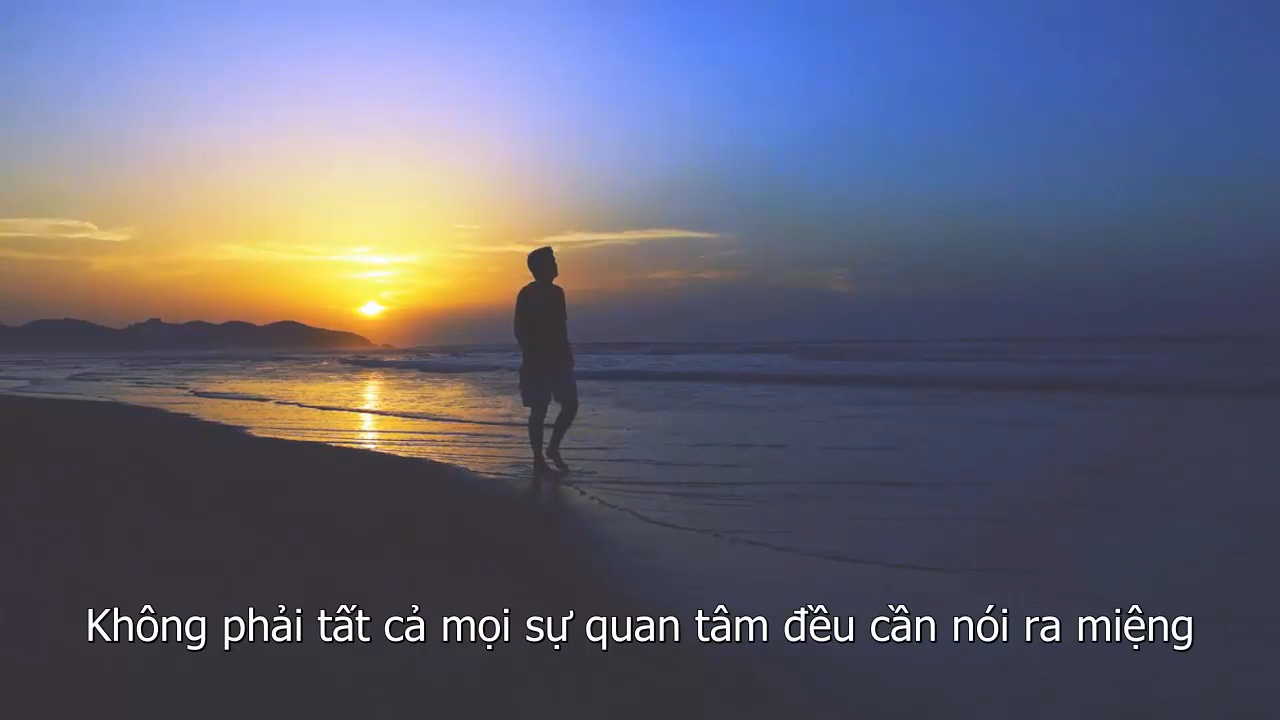 Không phải tất cả mọi sự quan tâm đều cần nói ra miệng